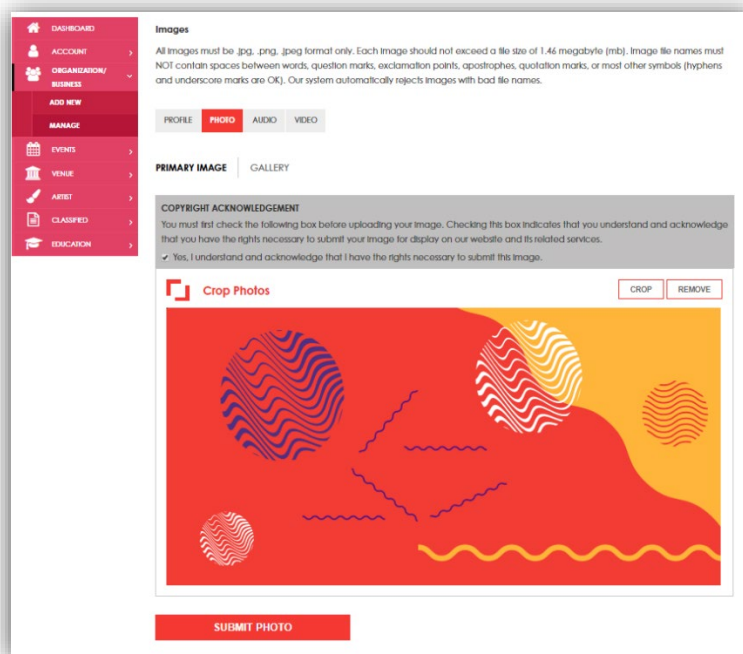 DASHBOARD
ACCOUNT
ORGANIZATION/
BUSINESS
ADD NEW
MANAGE
EVENTS
VENUE
ARTIST
CLASSIFIED
EDUCATION
Images
All images must be .jpg, .png, .jpeg format only. Each image should not exceed a file size of 1.46 megabyte (mb). Image file names must
NOT contain spaces between words, question marks, exclamation points, apostrophes, quotation marks, or most other symbols (hyphens
and underscore marks are OK). Our system automatically rejects images with bad file names.
PROFILE PHOTO AUDIO VIDEO
PRIMARY IMAGE GALLERY
COPYRIGHT ACKNOWLEDGEMENT
You must first check the following box before uploading your image. Checking this box indicates that you understand and acknowledge
that you have the rights necessary to submit your image for display on our website and its related services.
Yes, I understand and acknowledge that I have the rights necessary to submit this image.
Crop Photos CROP REMOVE
SUBMIT PHOTO